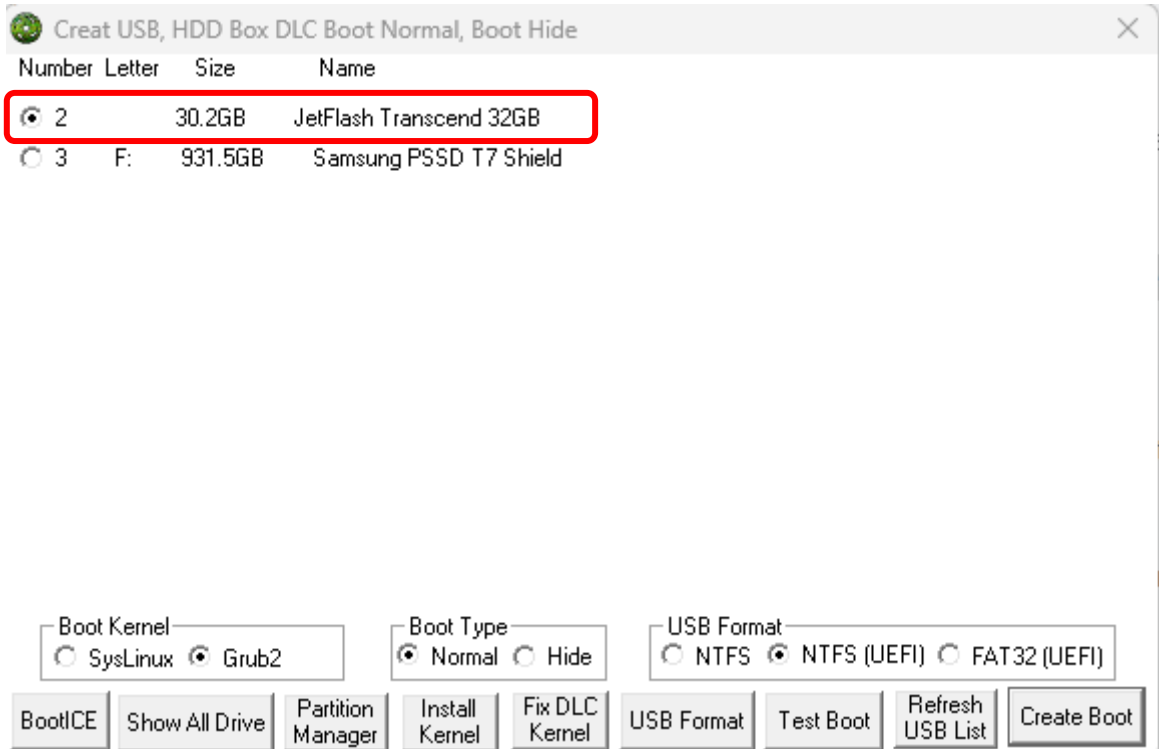 Creat USB, HDD Box DLC Boot Normal, Boot Hide
Number Letter Size Name
2 30.2GB JetFlash Transcend 32GB
3 F: 931.5GB Samsung PSSD T7 Shield
Boot Kernel Boot Type USB Format
SysLinux Grub2 Normal Hide NTFS NTFS (UEFI) FAT32 (UEFI)
BootICE
Show All Drive
Partition
Manager
Install
Kernel
Fix DLC
Kernel
USB Format
Test Boot
Refresh
USB List
Create Boot